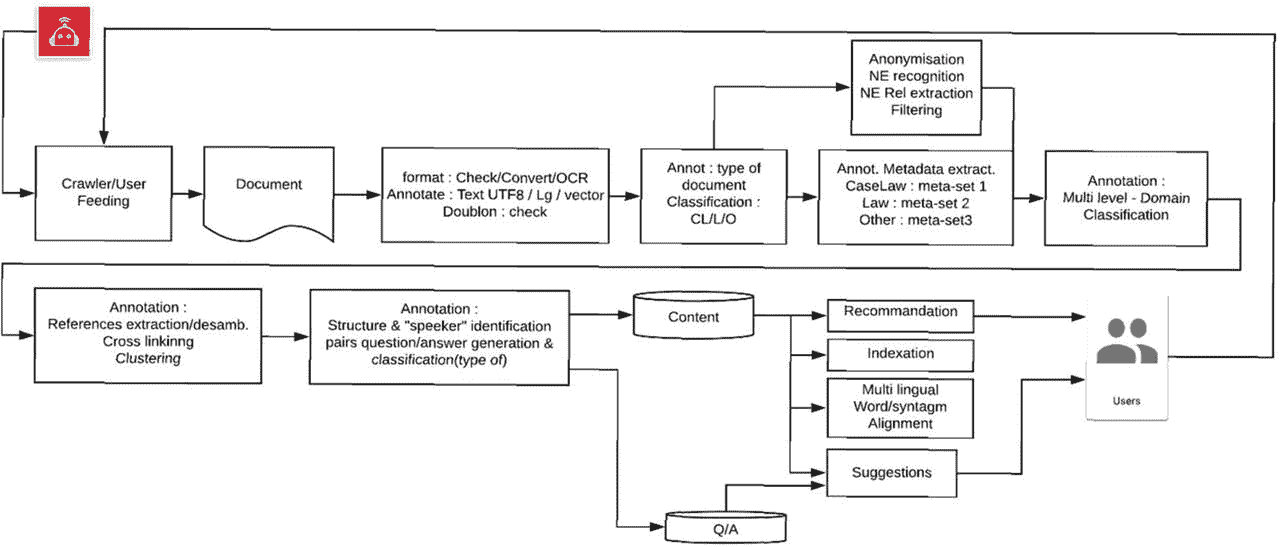 Anonymisation
NE recognition
NE Rel extraction
Filtering
Crawler/User
Feeding
Document
format : Check/Convert/OCR
Annotate : Text UTF8 / Lg / vector
Doublon : check
Annot : type of
document
Classification :
CL/L/O
Annot. Metadata extract.
CaseLaw : meta-set 1
Law : meta-set 2
Other : meta-set3
Annotation :
Multi level - Domain
Classification
Annotation :
References extraction/desamb.
Cross linkinng
Clustering
Annotation :
Structure & "speeker" identification
pairs question/answer generation &
classification(type of)
Content
Recommandation
Indexation
Multi lingual
Word/syntagm
Alignment
Suggestions
Users
Q/A